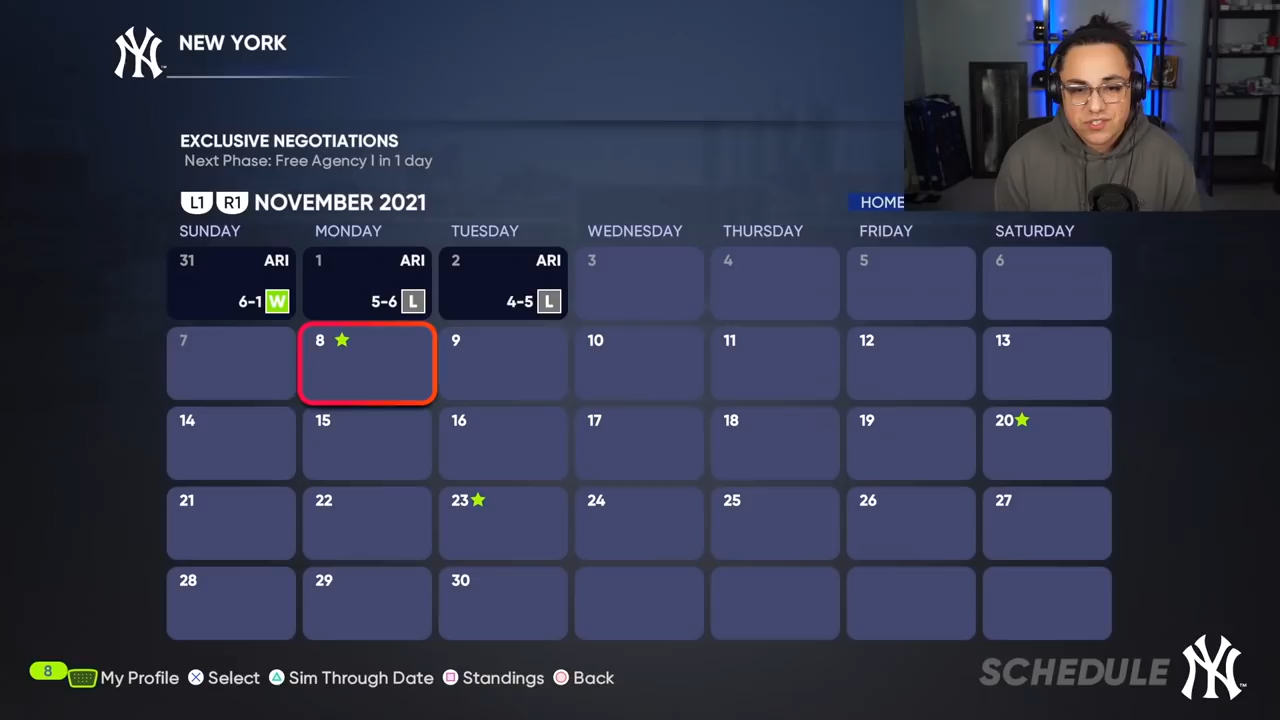 NEW YORK
EXCLUSIVE NEGOTIATIONS
Next Phase: Free Agency I in 1 day
L1 R1 NOVEMBER 2021
HOME
SUNDAY MONDAY TUESDAY WEDNESDAY THURSDAY FRIDAY SATURDAY
31 ARI 1 ARI 2 ARI 3 4 5 6
6-1 W 5-6 L 4-5 L
7 8 9 10 11 12 13
14 15 16 17 18 19 20
21 22 23 24 25 26 27
28 29 30
8 My Profile Select Sim Through Date Standings Back
SCHEDULE